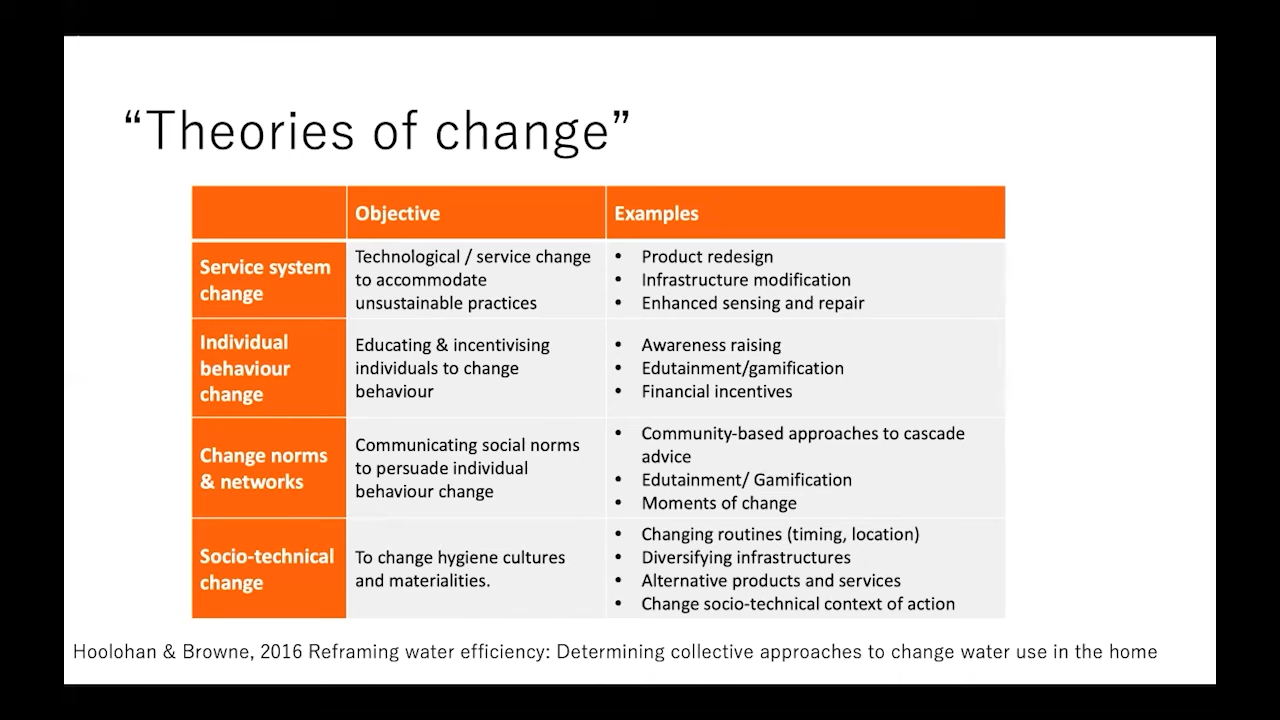 “Theories of change”
Objective
Examples
Service system
change
Technological / service change
to accommodate
unsustainable practices
• Product redesign
• Infrastructure modification
• Enhanced sensing and repair
Individual
behaviour
change
Educating & incentivising
individuals to change
behaviour
• Awareness raising
• Edutainment/gamification
• Financial incentives
Change norms
& networks
Communicating social norms
to persuade individual
behaviour change
• Community-based approaches to cascade
advice
• Edutainment/ Gamification
• Moments of change
Socio-technical
change
To change hygiene cultures
and materialities.
• Changing routines (timing, location)
• Diversifying infrastructures
• Alternative products and services
• Change socio-technical context of action
Hoolohan & Browne, 2016 Reframing water efficiency: Determining collective approaches to change water use in the home